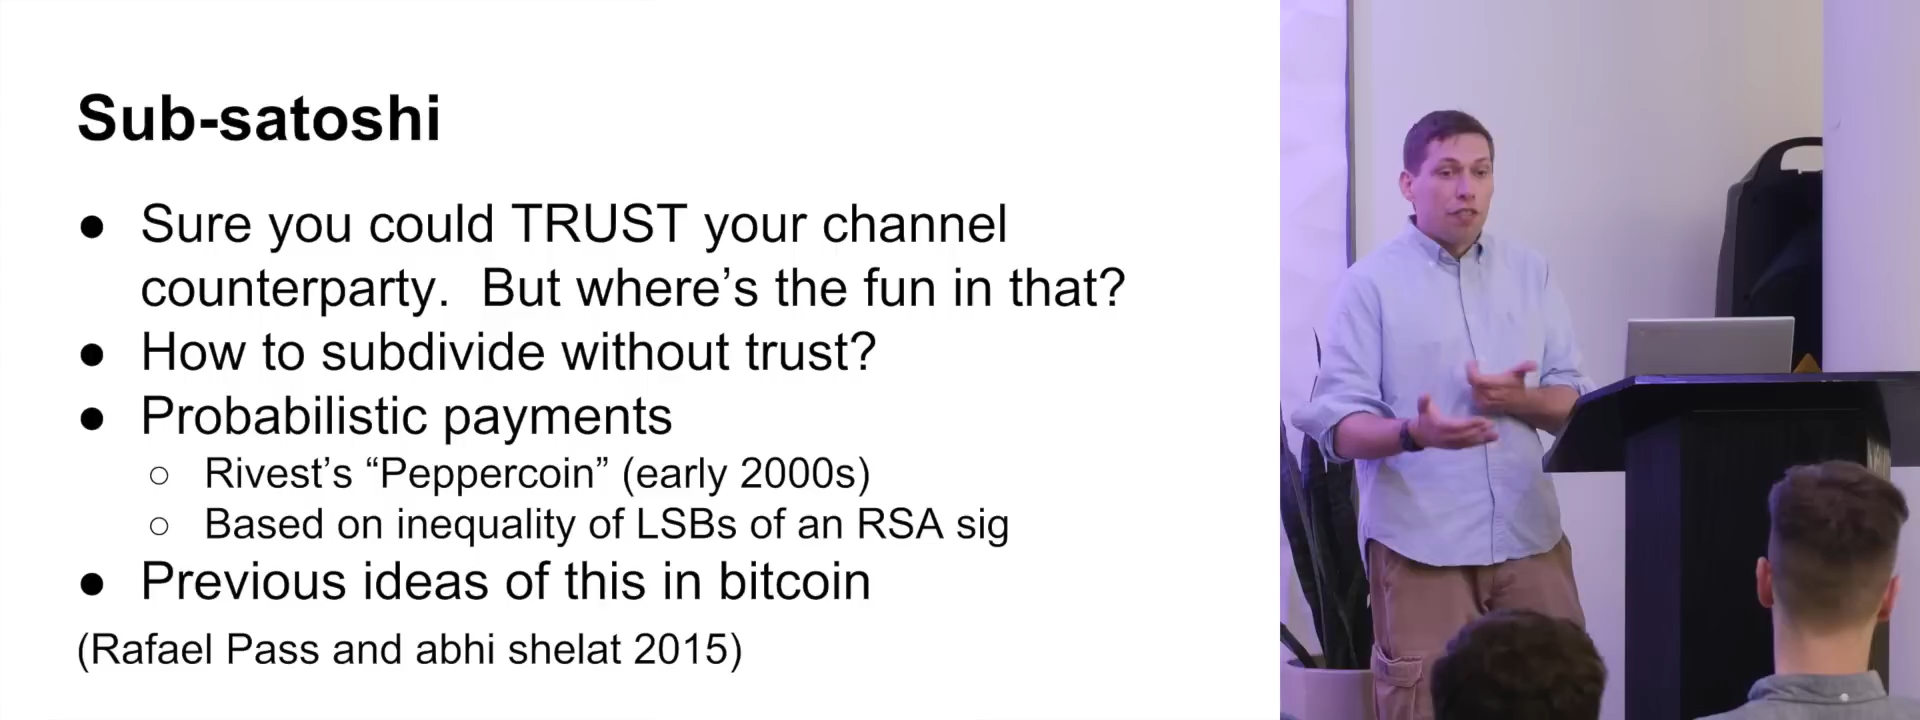 Sub-satoshi
● Sure you could TRUST your channel
counterparty.  But where's the fun in that?
● How to subdivide without trust?
● Probabilistic payments
○ Rivest's “Peppercoin” (early 2000s)
○ Based on inequality of LSBs of an RSA sig
● Previous ideas of this in bitcoin
(Rafael Pass and abhi shelat 2015)